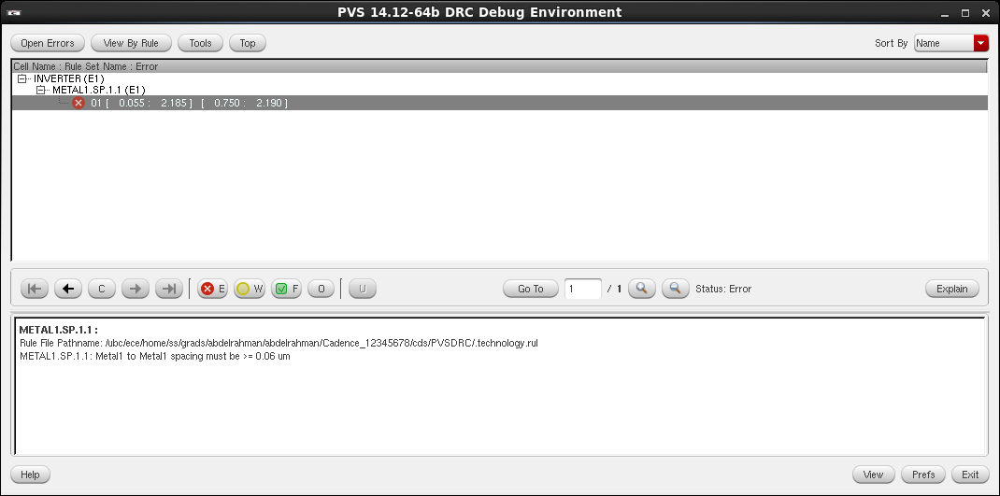 PVS 14.12-64b DRC Debug Environment
Open Errors View By Rule Tools Top Sort By Name
Cell Name : Rule Set Name : Error
INVERTER (E1)
METAL1.SP.1.1 (E1)
01 [ 0.055 : 2.185 ] [ 0.750 : 2.190 ]
C E W F O U Go To 1 / 1 Status: Error Explain
METAL1.SP.1.1 :
Rule File Pathname: /ubc/ece/home/ss/grads/abdelrahman/abdelrahman/Cadence_12345678/cds/PVSDRC/.technology.rul
METAL1.SP.1.1: Metal1 to Metal1 spacing must be >= 0.06 um
Help View Prefs Exit